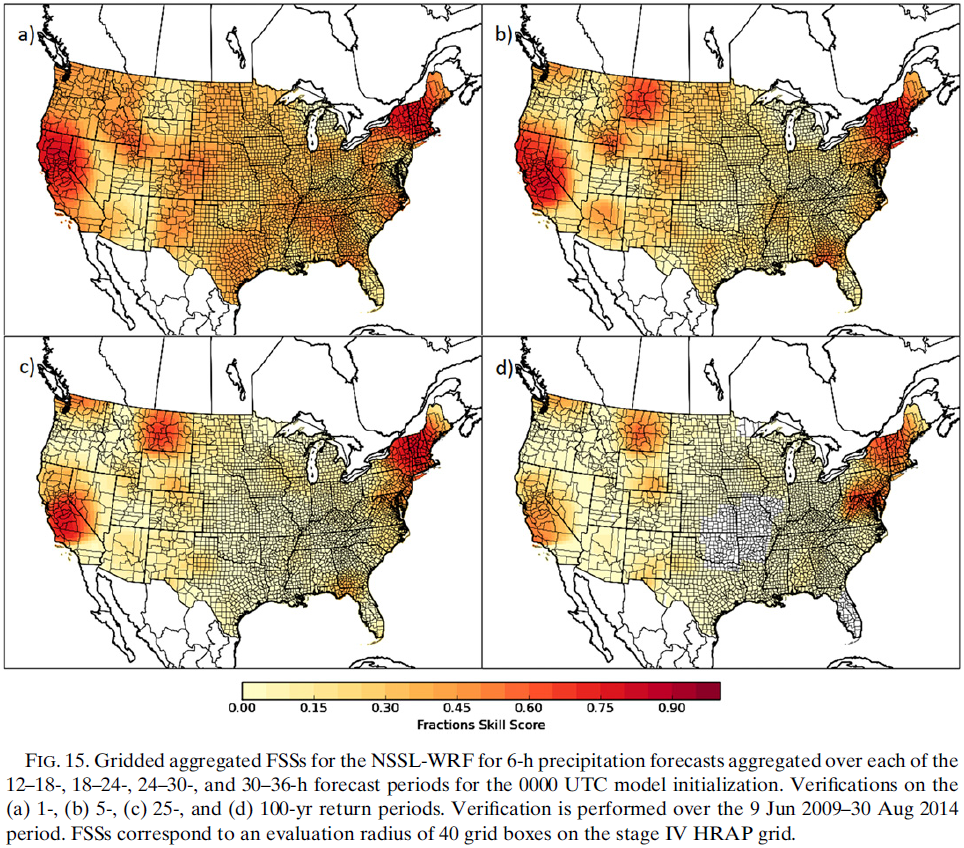 a)
b)
c)
d)
0.00 0.15 0.30 0.45 0.60 0.75 0.90
Fractions Skill Score
FIG. 15. Gridded aggregated FSSs for the NSSL-WRF for 6-h precipitation forecasts aggregated over each of the
12–18-, 18–24-, 24–30-, and 30–36-h forecast periods for the 0000 UTC model initialization. Verifications on the
(a) 1-, (b) 5-, (c) 25-, and (d) 100-yr return periods. Verification is performed over the 9 Jun 2009–30 Aug 2014
period. FSSs correspond to an evaluation radius of 40 grid boxes on the stage IV HRAP grid.